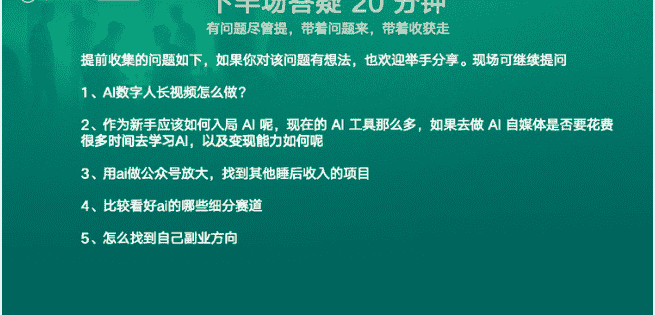 下半场答疑 20 分钟
有问题尽管提，带着问题来，带着收获走
提前收集的问题如下，如果你对该问题有想法，也欢迎举手分享。现场可继续提问
1、AI数字人长视频怎么做？
2、作为新手应该如何入局 AI 呢，现在的 AI 工具那么多，如果去做 AI 自媒体是否要花费
很多时间去学习AI，以及变现能力如何呢
3、用ai做公众号放大，找到其他睡后收入的项目
4、比较看好ai的哪些细分赛道
5、怎么找到自己副业方向